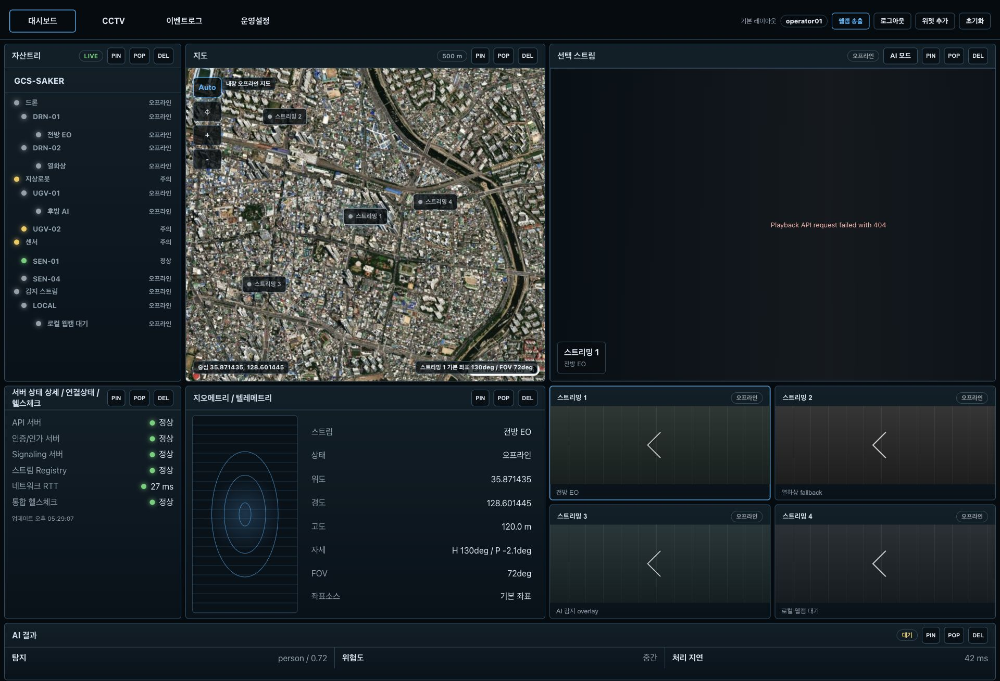 대시보드
CCTV
이벤트로그
운영설정
기본 레이아웃
operator01
웹캠 송출
로그아웃
위젯 추가
초기화
자산트리
LIVE
PIN
POP
DEL
GCS-SAKER
드론 오프라인
DRN-01 오프라인
전방 EO 오프라인
DRN-02 오프라인
열화상 오프라인
지상로봇 주의
UGV-01 오프라인
후방 AI 오프라인
UGV-02 주의
센서 주의
SEN-01 정상
SEN-04 오프라인
감지 스트림 오프라인
LOCAL 오프라인
로컬 웹캠 대기 오프라인
지도
500 m
PIN
POP
DEL
Auto
내장 오프라인 지도
+
-
스트리밍 2
스트리밍 4
스트리밍 1
스트리밍 3
중심 35.871435, 128.601445
스트리밍 1 기본 좌표 130deg / FOV 72deg
선택 스트림
오프라인
AI 모드
PIN
POP
DEL
Playback API request failed with 404
스트리밍 1
전방 EO
서버 상태 상세 / 연결상태 /
헬스체크
PIN
POP
DEL
API 서버 정상
인증/인가 서버 정상
Signaling 서버 정상
스트림 Registry 정상
네트워크 RTT 27 ms
통합 헬스체크 정상
업데이트 오후 05:29:07
지오메트리 / 텔레메트리
PIN
POP
DEL
스트림 전방 EO
상태 오프라인
위도 35.871435
경도 128.601445
고도 120.0 m
자세 H 130deg / P -2.1deg
FOV 72deg
좌표소스 기본 좌표
스트리밍 1 오프라인
전방 EO
스트리밍 2 오프라인
열화상 fallback
스트리밍 3 오프라인
AI 감지 overlay
스트리밍 4 오프라인
로컬 웹캠 대기
AI 결과
대기
PIN
POP
DEL
탐지 person / 0.72
위험도 중간
처리 지연 42 ms